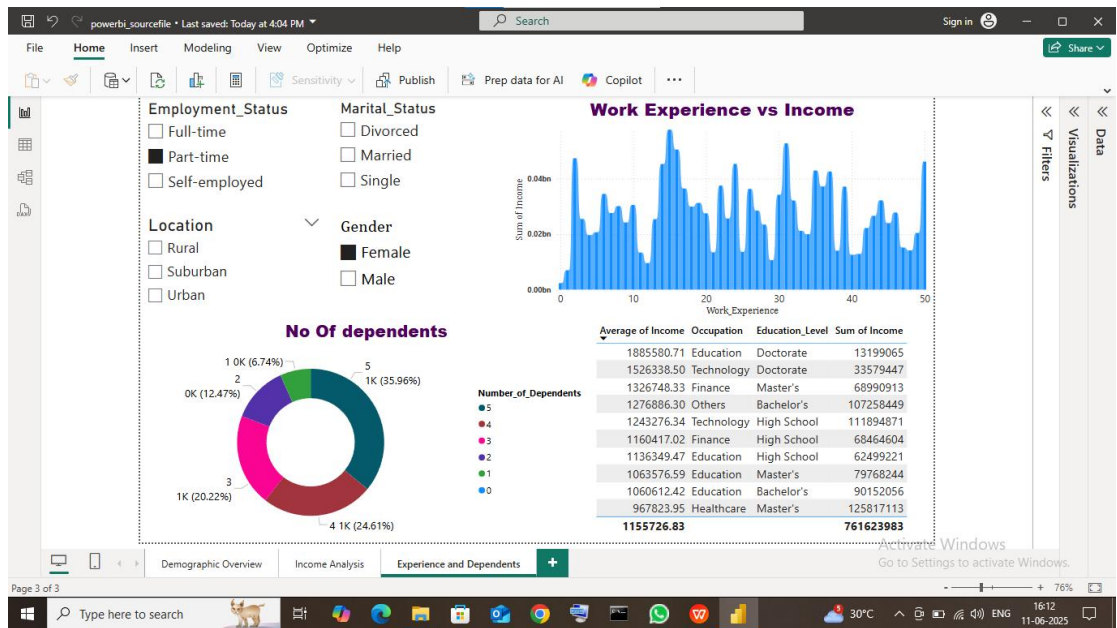 powerbi_sourcefile • Last saved: Today at 4:04 PM
Search
Sign in
File Home Insert Modeling View Optimize Help
Share
Sensitivity Publish Prep data for AI Copilot ...
Employment_Status
Full-time
Part-time
Self-employed
Marital_Status
Divorced
Married
Single
Location
Rural
Suburban
Urban
Gender
Female
Male
Work Experience vs Income
Sum of Income
0.04bn
0.02bn
0.00bn
0 10 20 30 40 50
Work_Experience
No Of dependents
1 0K (6.74%)
2
0K (12.47%)
3
1K (20.22%)
4 1K (24.61%)
5
1K (35.96%)
Number_of_Dependents
5
4
3
2
1
0
Average of Income Occupation Education_Level Sum of Income
1885580.71 Education Doctorate 13199065
1526338.50 Technology Doctorate 33579447
1326748.33 Finance Master's 68990913
1276886.30 Others Bachelor's 107258449
1243276.34 Technology High School 111894871
1160417.02 Finance High School 68464604
1136349.47 Education High School 62499221
1063576.59 Education Master's 79768244
1060612.42 Education Bachelor's 90152056
967823.95 Healthcare Master's 125817113
1155726.83 761623983
Filters
Visualizations
Data
Activate Windows
Go to Settings to activate Windows.
Demographic Overview Income Analysis Experience and Dependents +
Page 3 of 3
- + 76%
Type here to search
30°C ENG 16:12
11-06-2025